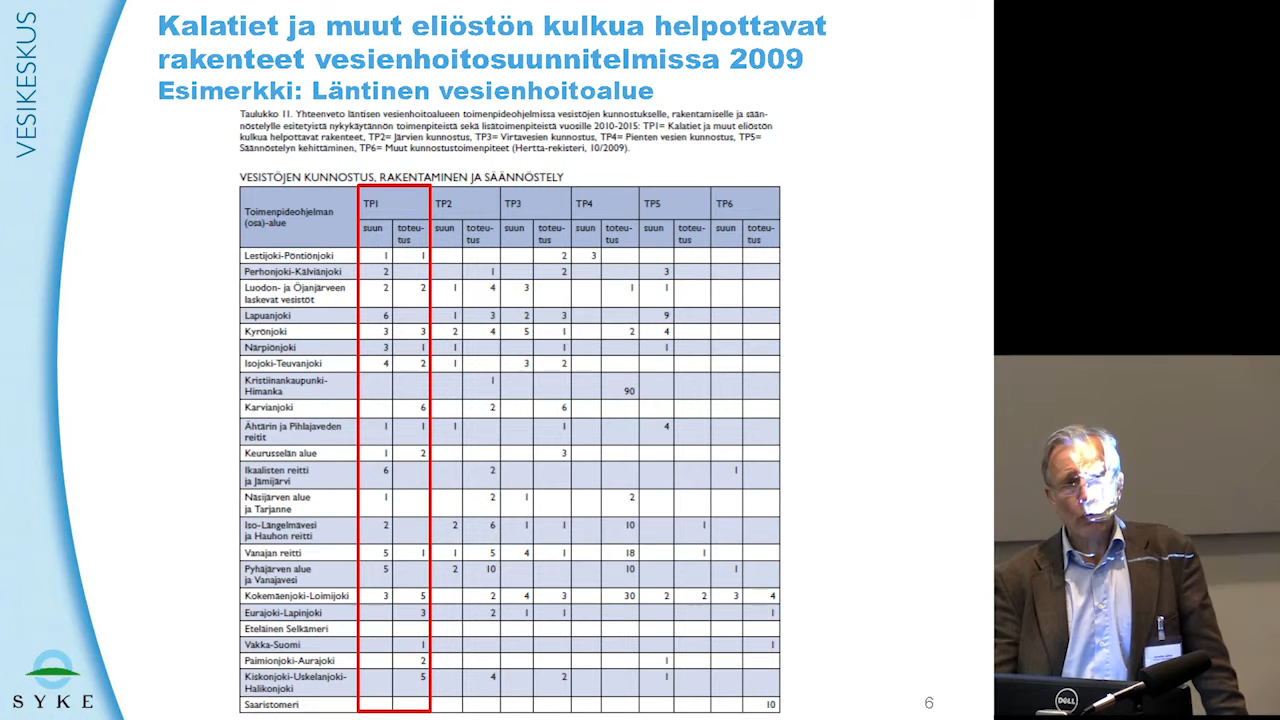 VESIKESKUS
Kalatiet ja muut eliöstön kulkua helpottavat
rakenteet vesienhoitosuunnitelmissa 2009
Esimerkki: Läntinen vesienhoitoalue
Taulukko 11. Yhteenveto läntisen vesienhoitoalueen toimenpideohjelmissa vesistöjen kunnostukselle, rakentamiselle ja sään-
nöstelylle esitetyistä nykykäytännön toimenpiteistä sekä lisätoimenpiteistä vuosille 2010-2015: TP1= Kalatiet ja muut eliöstön
kulkua helpottavat rakenteet, TP2= Järvien kunnostus, TP3= Virtavesien kunnostus, TP4= Pienten vesien kunnostus, TP5=
Säännöstelyn kehittäminen, TP6= Muut kunnostustoimenpiteet (Hertta-rekisteri, 10/2009).
VESISTÖJEN KUNNOSTUS, RAKENTAMINEN JA SÄÄNNÖSTELY
Toimenpideohjelman
(osa)-alue
TP1 TP2 TP3 TP4 TP5 TP6
suun toteu-
tus suun toteu-
tus suun toteu-
tus suun toteu-
tus suun toteu-
tus suun toteu-
tus
Lestijoki-Pöntiönjoki 1 1 2 3
Perhonjoki-Kälviänjoki 2 1 2 3
Luodon- ja Öjanjärveen
laskevat vesistöt 2 2 1 4 3 1 1
Lapuanjoki 6 1 3 2 3 9
Kyrönjoki 3 3 2 4 5 1 2 4
Närpiönjoki 3 1 1 1 1
Isojoki-Teuvanjoki 4 2 1 3 2
Kristiinankaupunki-
Himanka 1 90
Karvianjoki 6 2 6
Ähtärin ja Pihlajaveden
reitit 1 1 1 1 4
Keurusselän alue 1 2 3
Ikaalisten reitti
ja Jämijärvi 6 2 1
Näsijärven alue
ja Tarjanne 1 2 1 2
Iso-Längelmävesi
ja Hauhon reitti 2 2 6 1 1 10 1
Vanajan reitti 5 1 1 5 4 1 18 1
Pyhäjärven alue
ja Vanajavesi 5 2 10 10 1
Kokemäenjoki-Loimijoki 3 5 2 4 3 30 2 2 3 4
Eurajoki-Lapinjoki 3 2 1 1 1
Eteläinen Selkämeri
Vakka-Suomi 1 1
Paimionjoki-Aurajoki 2 1
Kiskonjoki-Uskelanjoki-
Halikonjoki 5 4 2 1
Saaristomeri 10
SYKE
6
DELL